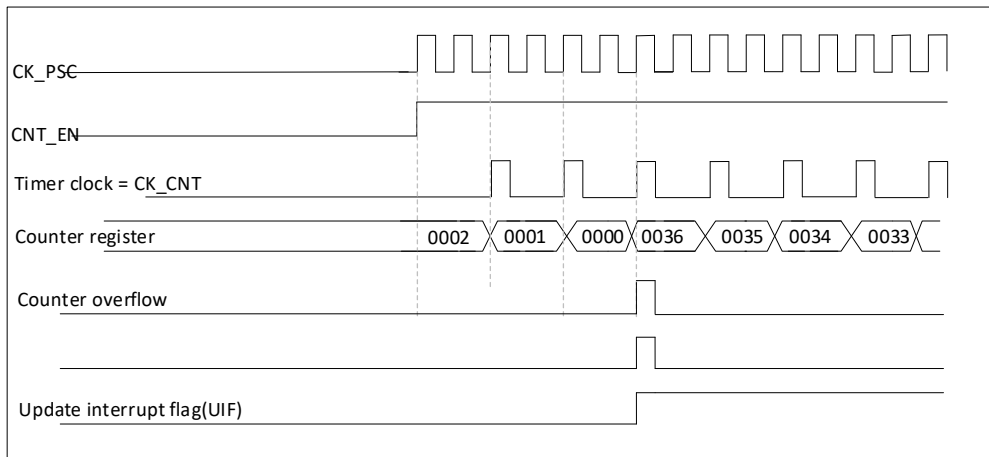 CK_PSC
CNT_EN
Timer clock = CK_CNT
Counter register
0002 0001 0000 0036 0035 0034 0033
Counter overflow
Update interrupt flag(UIF)